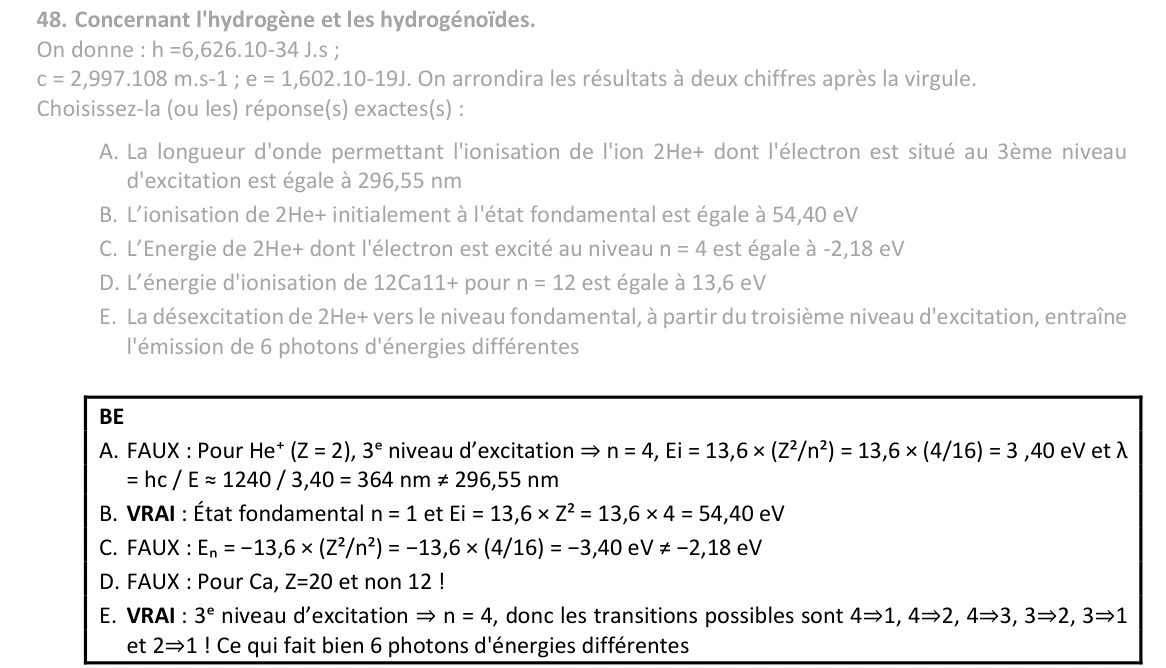 48. Concernant l'hydrogène et les hydrogénoïdes.
On donne : h =6,626.10-34 J.s ;
c = 2,997.108 m.s-1 ; e = 1,602.10-19J. On arrondira les résultats à deux chiffres après la virgule.
Choisissez-la (ou les) réponse(s) exactes(s) :
A. La longueur d'onde permettant l'ionisation de l'ion 2He+ dont l'électron est situé au 3ème niveau
d'excitation est égale à 296,55 nm
B. L’ionisation de 2He+ initialement à l'état fondamental est égale à 54,40 eV
C. L’Energie de 2He+ dont l'électron est excité au niveau n = 4 est égale à -2,18 eV
D. L’énergie d'ionisation de 12Ca11+ pour n = 12 est égale à 13,6 eV
E. La désexcitation de 2He+ vers le niveau fondamental, à partir du troisième niveau d'excitation, entraîne
l'émission de 6 photons d'énergies différentes
BE
A. FAUX : Pour He⁺ (Z = 2), 3ᵉ niveau d’excitation ⇒ n = 4, Ei = 13,6 × (Z²/n²) = 13,6 × (4/16) = 3 ,40 eV et λ
= hc / E ≈ 1240 / 3,40 = 364 nm ≠ 296,55 nm
B. VRAI : État fondamental n = 1 et Ei = 13,6 × Z² = 13,6 × 4 = 54,40 eV
C. FAUX : Eₙ = −13,6 × (Z²/n²) = −13,6 × (4/16) = −3,40 eV ≠ −2,18 eV
D. FAUX : Pour Ca, Z=20 et non 12 !
E. VRAI : 3ᵉ niveau d’excitation ⇒ n = 4, donc les transitions possibles sont 4⇒1, 4⇒2, 4⇒3, 3⇒2, 3⇒1
et 2⇒1 ! Ce qui fait bien 6 photons d'énergies différentes